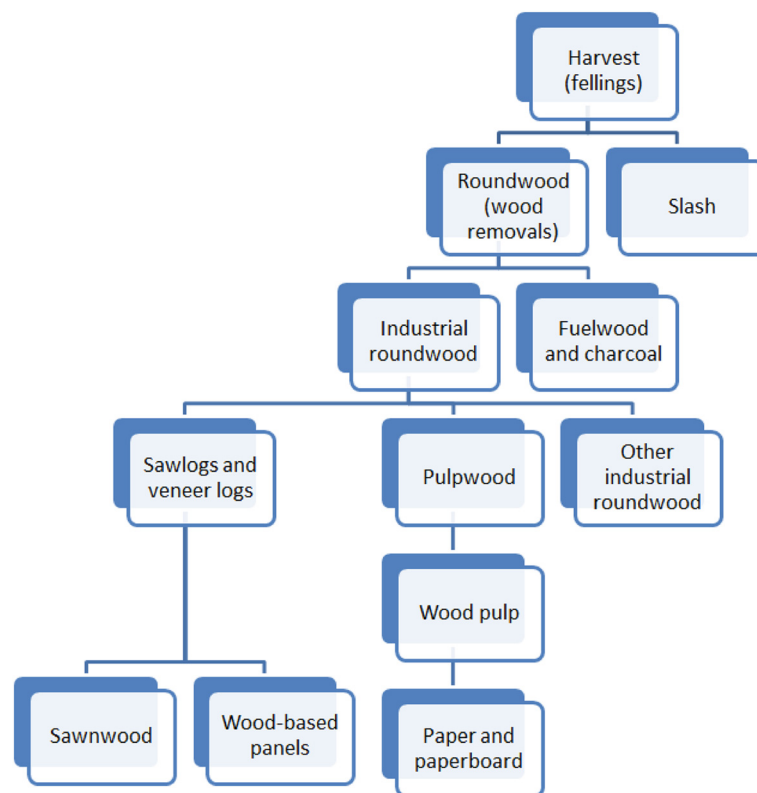 Harvest
(fellings)
Roundwood
(wood
removals)
Slash
Industrial
roundwood
Fuelwood
and charcoal
Sawlogs and
veneer logs
Pulpwood
Other
industrial
roundwood
Wood pulp
Sawnwood
Wood-based
panels
Paper and
paperboard